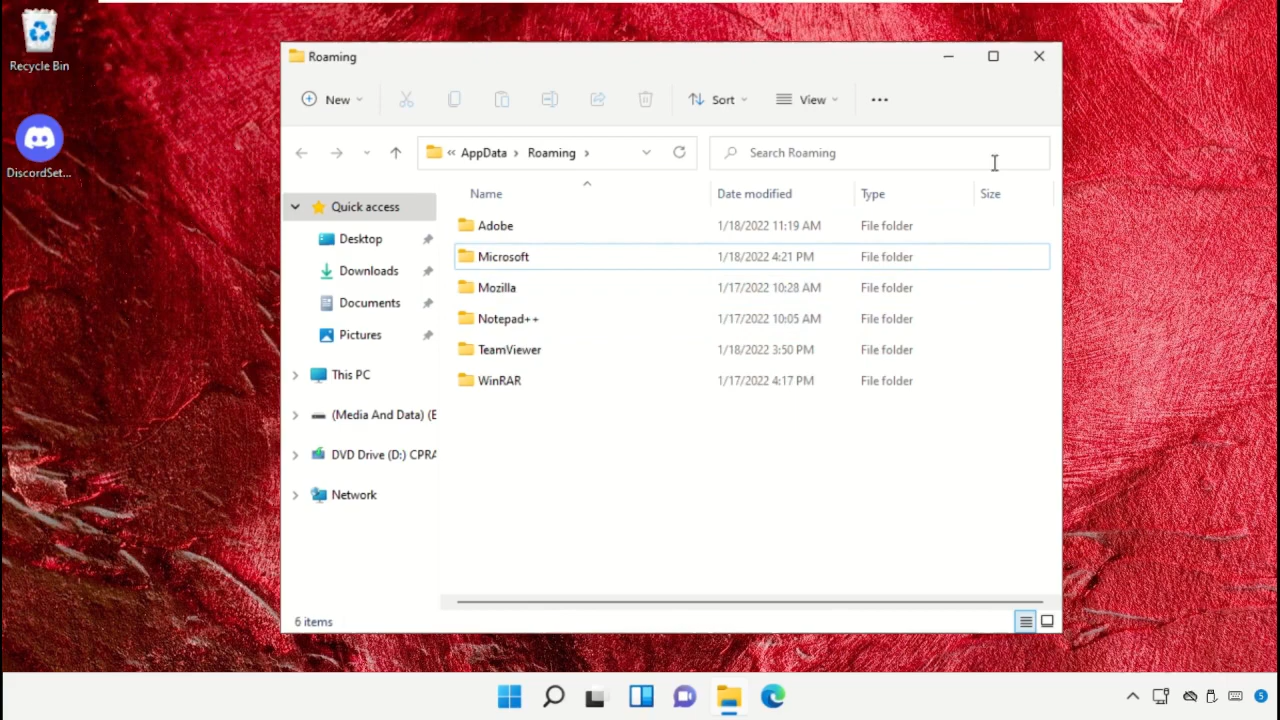 Recycle Bin
DiscordSet...
Roaming
New
Sort
View
« AppData › Roaming ›
Search Roaming
Name Date modified Type Size
Quick access
Desktop
Downloads
Documents
Pictures
This PC
(Media And Data) (E
DVD Drive (D:) CPRA
Network
Adobe 1/18/2022 11:19 AM File folder
Microsoft 1/18/2022 4:21 PM File folder
Mozilla 1/17/2022 10:28 AM File folder
Notepad++ 1/17/2022 10:05 AM File folder
TeamViewer 1/18/2022 3:50 PM File folder
WinRAR 1/17/2022 4:17 PM File folder
6 items
5